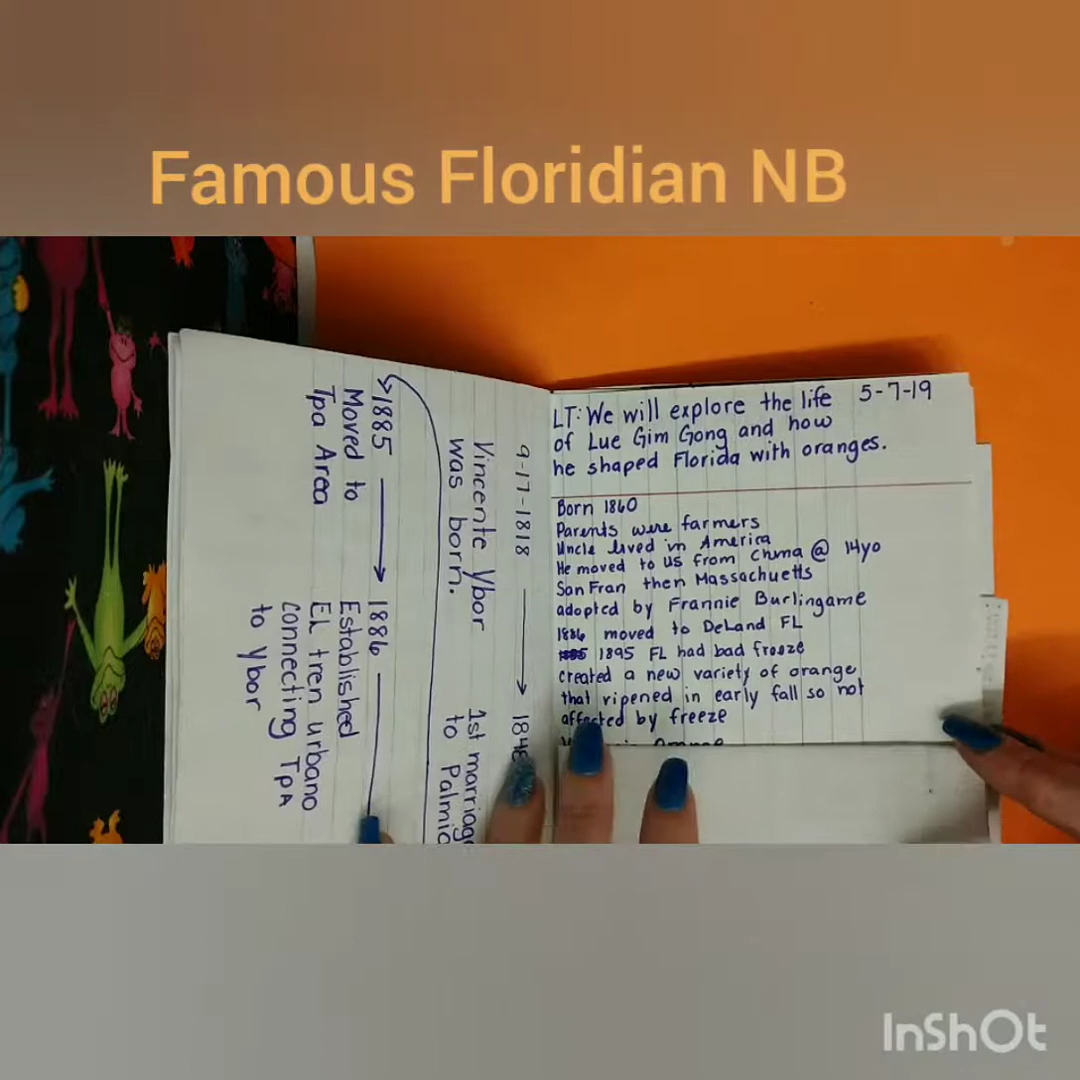 Famous Floridian NB
9-17-1818
Vincente Ybor
was born.
1st marriage
to
1885
Moved to
Tpa Area
1886
Established
EL tren urbano
connecting TPA
to Ybor
LT: We will explore the life 5-7-19
of Lue Gim Gong and how
he shaped Florida with oranges.
Born 1860
Parents were farmers
Uncle lived in America
He moved to US from China @ 14yo
San Fran then Massachuetts
adopted by Frannie Burlingame
1886 moved to DeLand FL
1895 FL had bad freeze
created a new variety of orange
that ripened in early fall so not
affected by freeze
InShOt